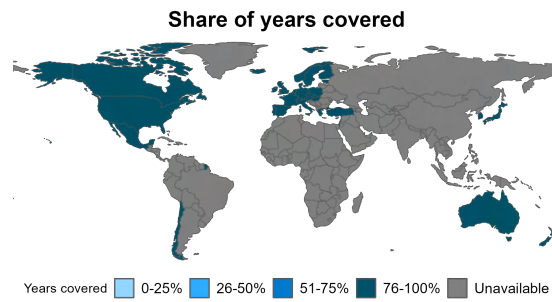 Share of years covered
Years covered 0-25% 26-50% 51-75% 76-100% Unavailable